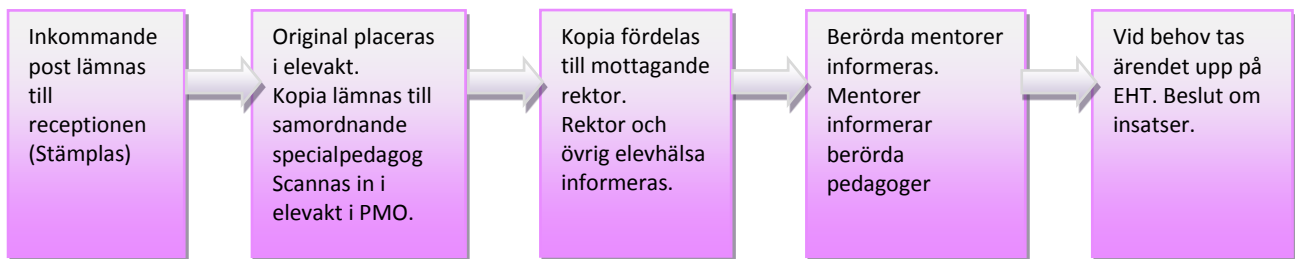 Inkommande
post lämnas
till
receptionen
(Stämplas)
Original placeras
i elevakt.
Kopia lämnas till
samordnande
specialpedagog
Scannas in i
elevakt i PMO.
Kopia fördelas
till mottagande
rektor.
Rektor och
övrig elevhälsa
informeras.
Berörda mentorer
informeras.
Mentorer
informerar
berörda
pedagoger
Vid behov tas
ärendet upp på
EHT. Beslut om
insatser.